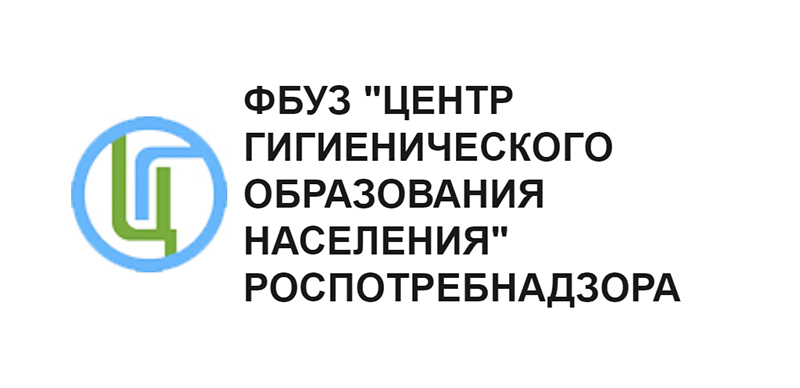 ФБУЗ "ЦЕНТР
ГИГИЕНИЧЕСКОГО
ОБРАЗОВАНИЯ
НАСЕЛЕНИЯ"
РОСПОТРЕБНАДЗОРА